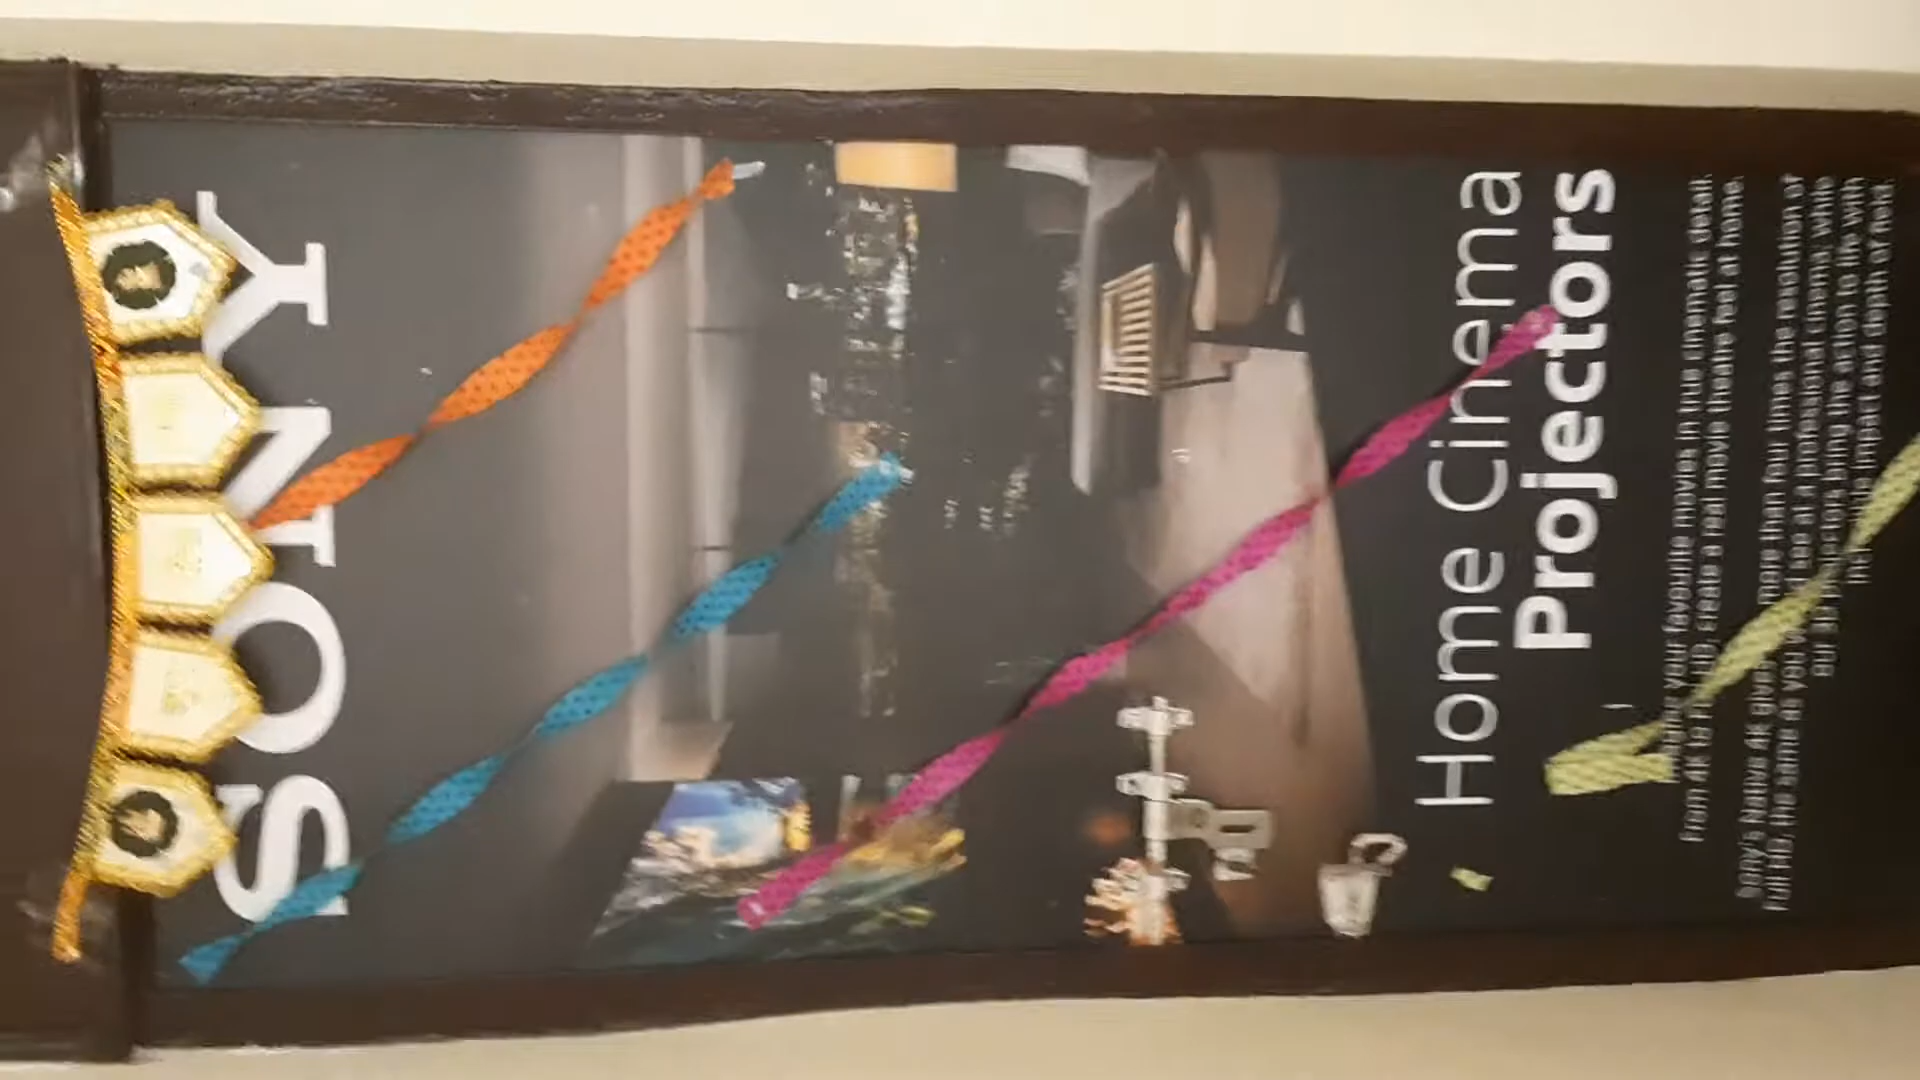 SONY
Home Cinema
Projectors
your favourite movies in true cinematic detail.
From 4K to Full HD, create a real movie theatre feel at home.
Sony's Native 4K gives more than four times the resolution of
Full HD, the same as you see at a professional cinema, while
our projectors bring the action to life with
impact and depth of field.